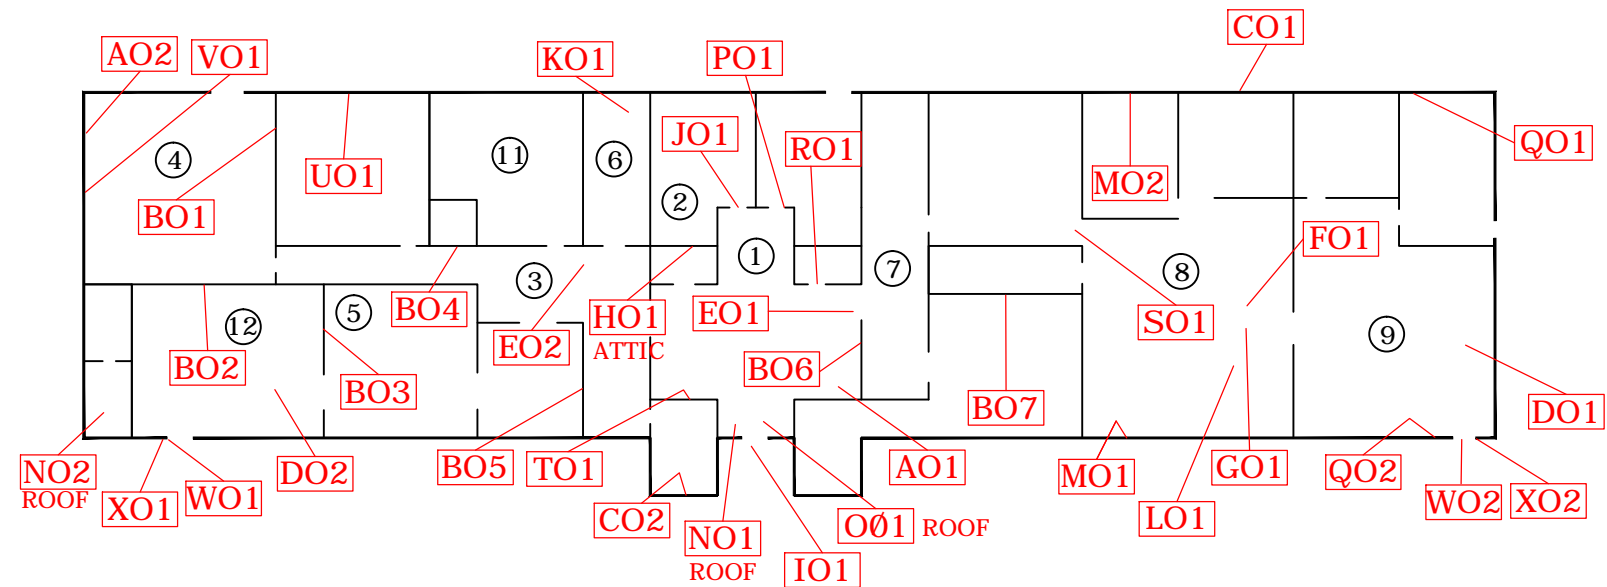 CO1
AO2
VO1
KO1
PO1
JO1
RO1
QO1
4
11
6
2
UO1
MO2
BO1
FO1
1
7
8
3
5
12
BO4
HO1
ATTIC
EO1
SO1
9
EO2
BO2
BO3
BO6
BO7
DO1
NO2
ROOF
XO1
WO1
DO2
BO5
TO1
CO2
NO1
ROOF
IO1
OØ1 ROOF
AO1
MO1
LO1
GO1
QO2
WO2
XO2